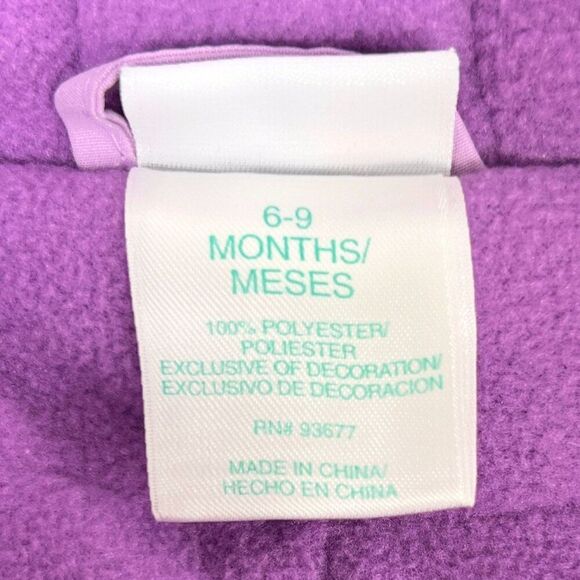 6-9
MONTHS/
MESES
100% POLYESTER/
POLIESTER
EXCLUSIVE OF DECORATION/
EXCLUSIVO DE DECORACION
RN# 93677
MADE IN CHINA/
HECHO EN CHINA